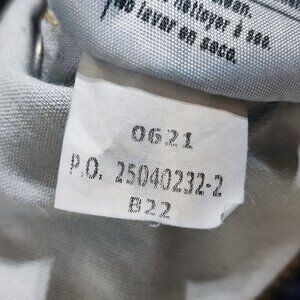 nettoyer à sec.
No lavar en seco.
0621
P.O. 25040232-2
B22